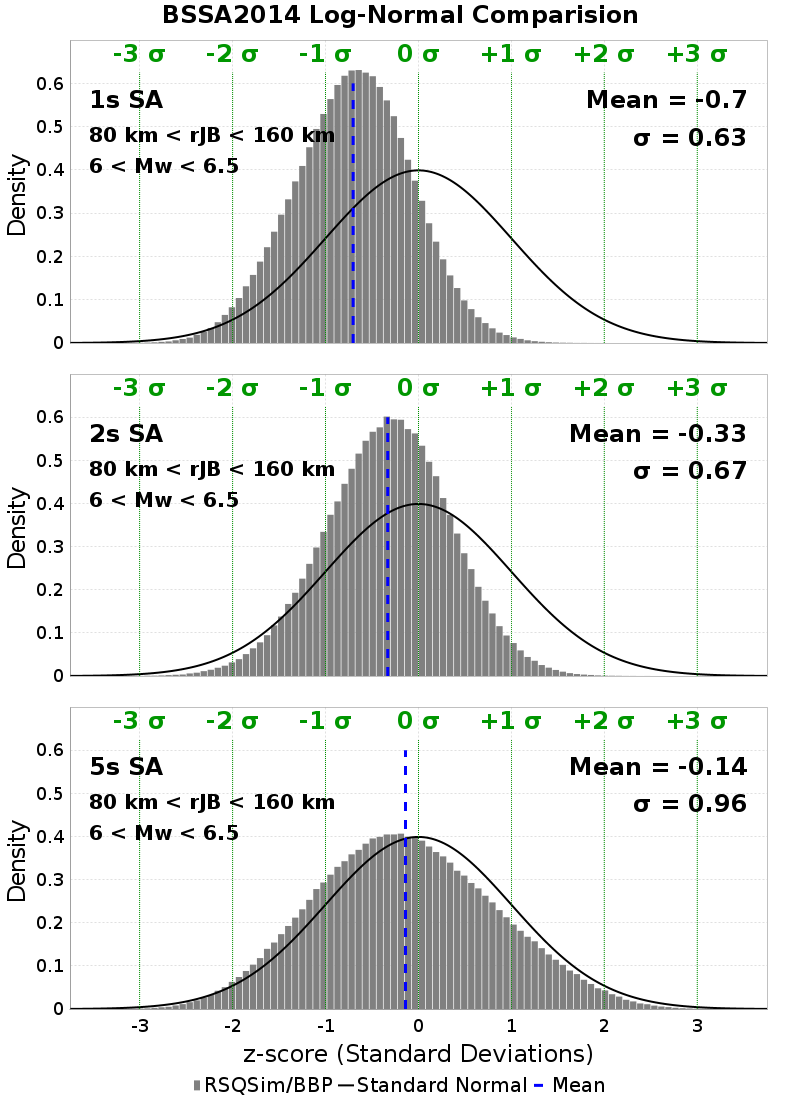 BSSA2014 Log-Normal Comparision
-3 σ -2 σ -1 σ 0 σ +1 σ +2 σ +3 σ
1s SA
80 km < rJB < 160 km
6 < Mw < 6.5
Mean = -0.7
σ = 0.63
Density
0.6
0.5
0.4
0.3
0.2
0.1
0
-3 σ -2 σ -1 σ 0 σ +1 σ +2 σ +3 σ
2s SA
80 km < rJB < 160 km
6 < Mw < 6.5
Mean = -0.33
σ = 0.67
Density
0.6
0.5
0.4
0.3
0.2
0.1
0
-3 σ -2 σ -1 σ 0 σ +1 σ +2 σ +3 σ
5s SA
80 km < rJB < 160 km
6 < Mw < 6.5
Mean = -0.14
σ = 0.96
Density
0.6
0.5
0.4
0.3
0.2
0.1
0
-3 -2 -1 0 1 2 3
z-score (Standard Deviations)
RSQSim/BBP Standard Normal Mean